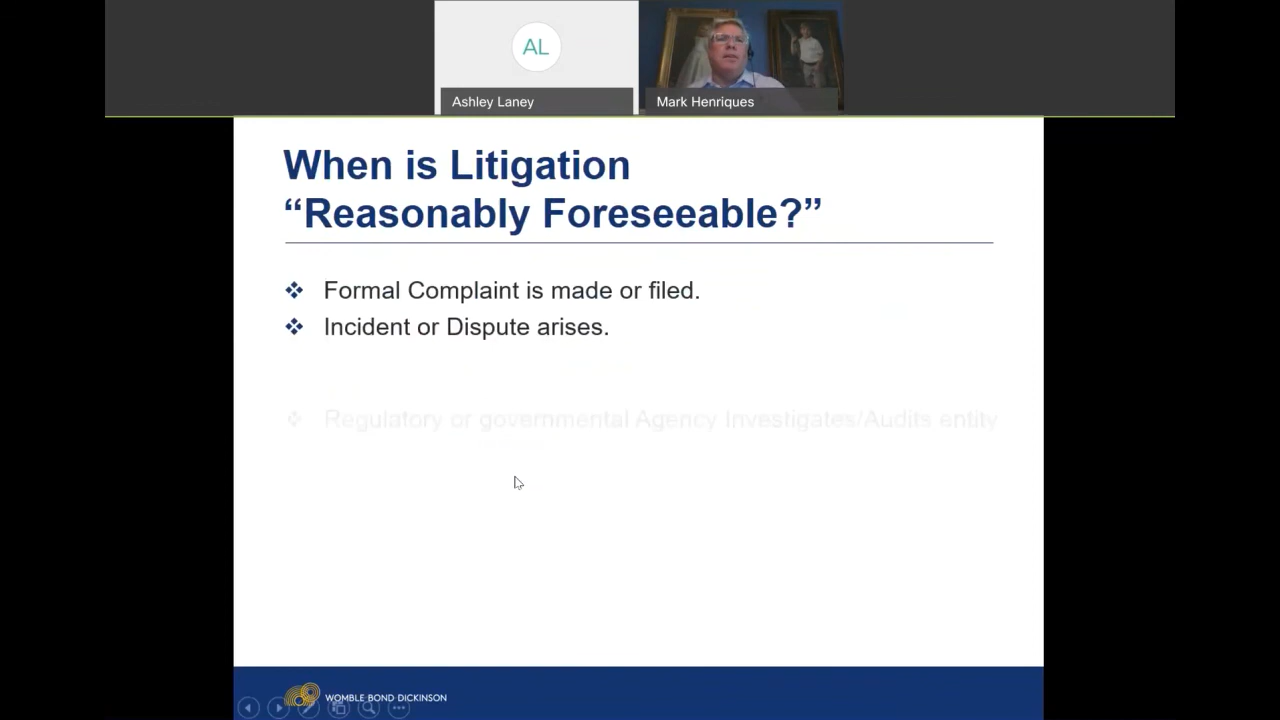 AL
Ashley Laney
Mark Henriques
When is Litigation
“Reasonably Foreseeable?”
Formal Complaint is made or filed.
Incident or Dispute arises.
Regulatory or governmental Agency Investigates/Audits entity
WOMBLE BOND DICKINSON